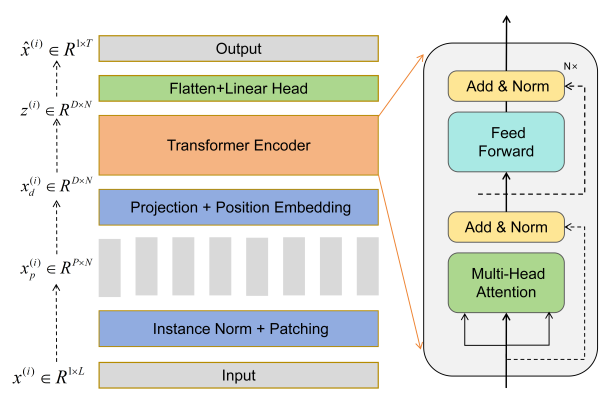 x̂⁽ⁱ⁾ ∈ R¹ˣᵀ
Output
Flatten+Linear Head
z⁽ⁱ⁾ ∈ R^{D×N}
Transformer Encoder
x_d⁽ⁱ⁾ ∈ R^{D×N}
Projection + Position Embedding
x_p⁽ⁱ⁾ ∈ R^{P×N}
Instance Norm + Patching
x⁽ⁱ⁾ ∈ R^{1×L}
Input
N×
Add & Norm
Feed
Forward
Add & Norm
Multi-Head
Attention